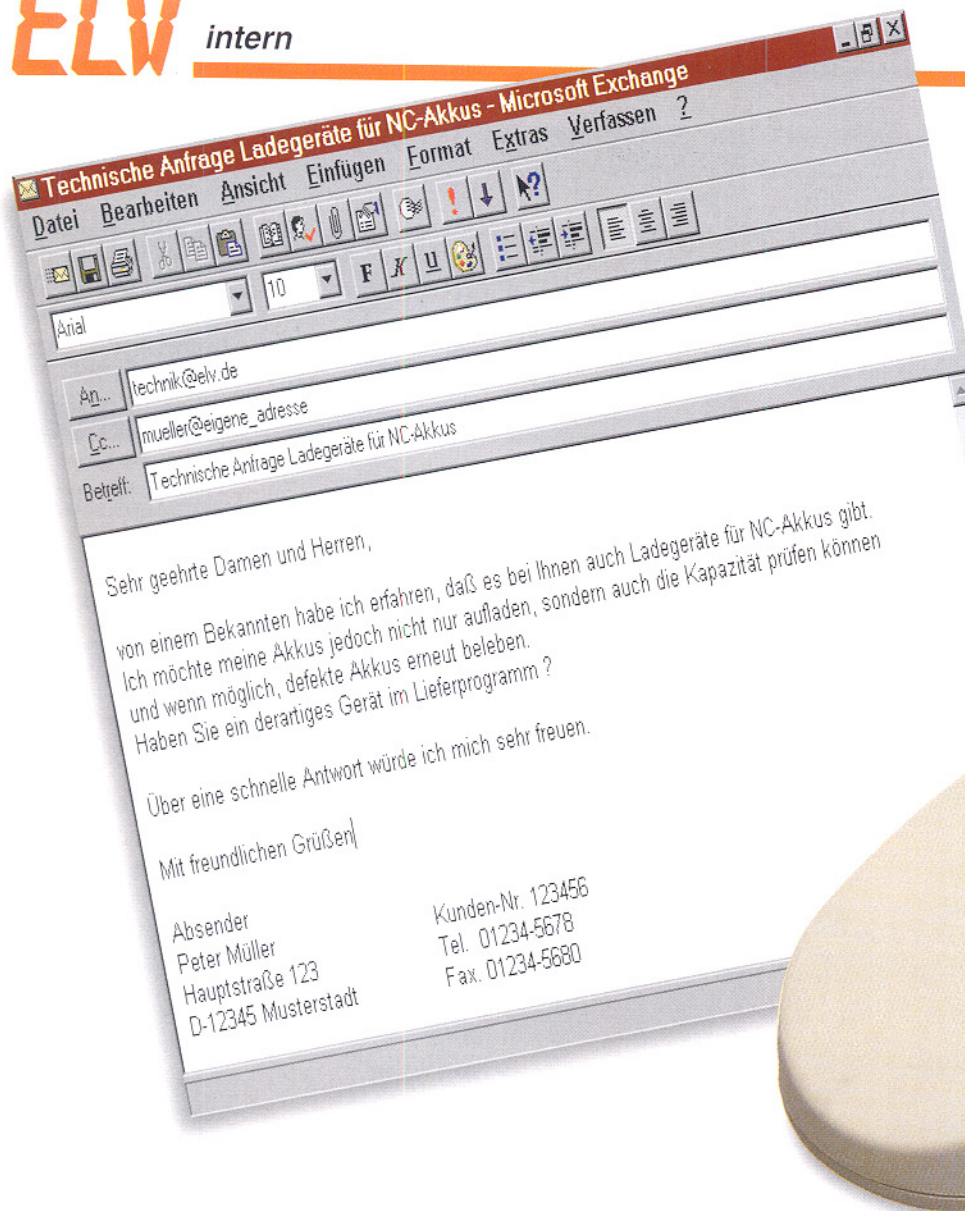 ELV intern
Technische Anfrage Ladegeräte für NC-Akkus - Microsoft Exchange
Datei Bearbeiten Ansicht Einfügen Format Extras Verfassen ?
Arial 10 F K U
An... technik@elv.de
Cc... mueller@eigene_adresse
Betreff: Technische Anfrage Ladegeräte für NC-Akkus
Sehr geehrte Damen und Herren,
von einem Bekannten habe ich erfahren, daß es bei Ihnen auch Ladegeräte für NC-Akkus gibt.
Ich möchte meine Akkus jedoch nicht nur aufladen, sondern auch die Kapazität prüfen können
und wenn möglich, defekte Akkus erneut beleben.
Haben Sie ein derartiges Gerät im Lieferprogramm ?
Über eine schnelle Antwort würde ich mich sehr freuen.
Mit freundlichen Grüßen
Absender
Peter Müller
Hauptstraße 123
D-12345 Musterstadt
Kunden-Nr. 123456
Tel. 01234-5678
Fax. 01234-5680